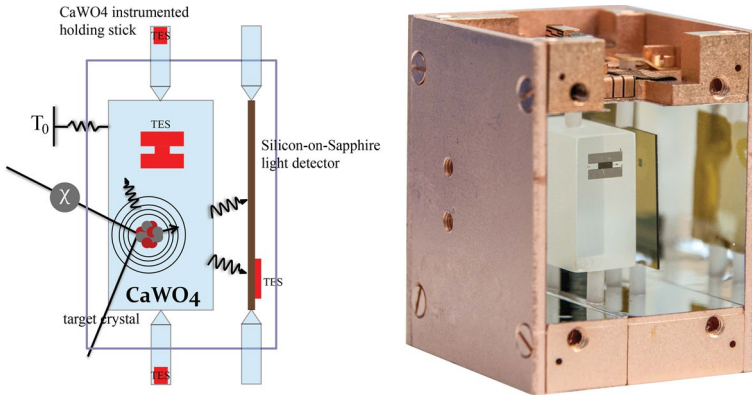 CaWO4 instrumented
holding stick
TES
TES
T0
Silicon-on-Sapphire
light detector
χ
TES
CaWO4
target crystal
TES